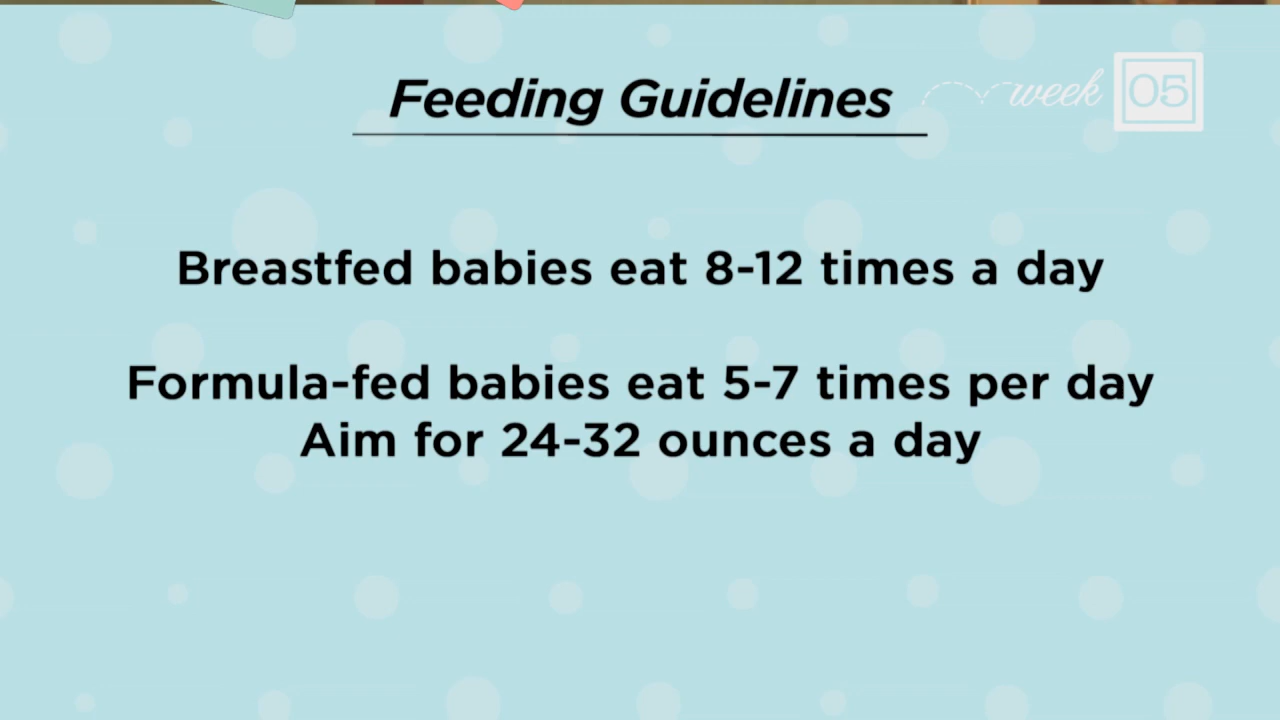 Feeding Guidelines
week 05
Breastfed babies eat 8-12 times a day
Formula-fed babies eat 5-7 times per day
Aim for 24-32 ounces a day